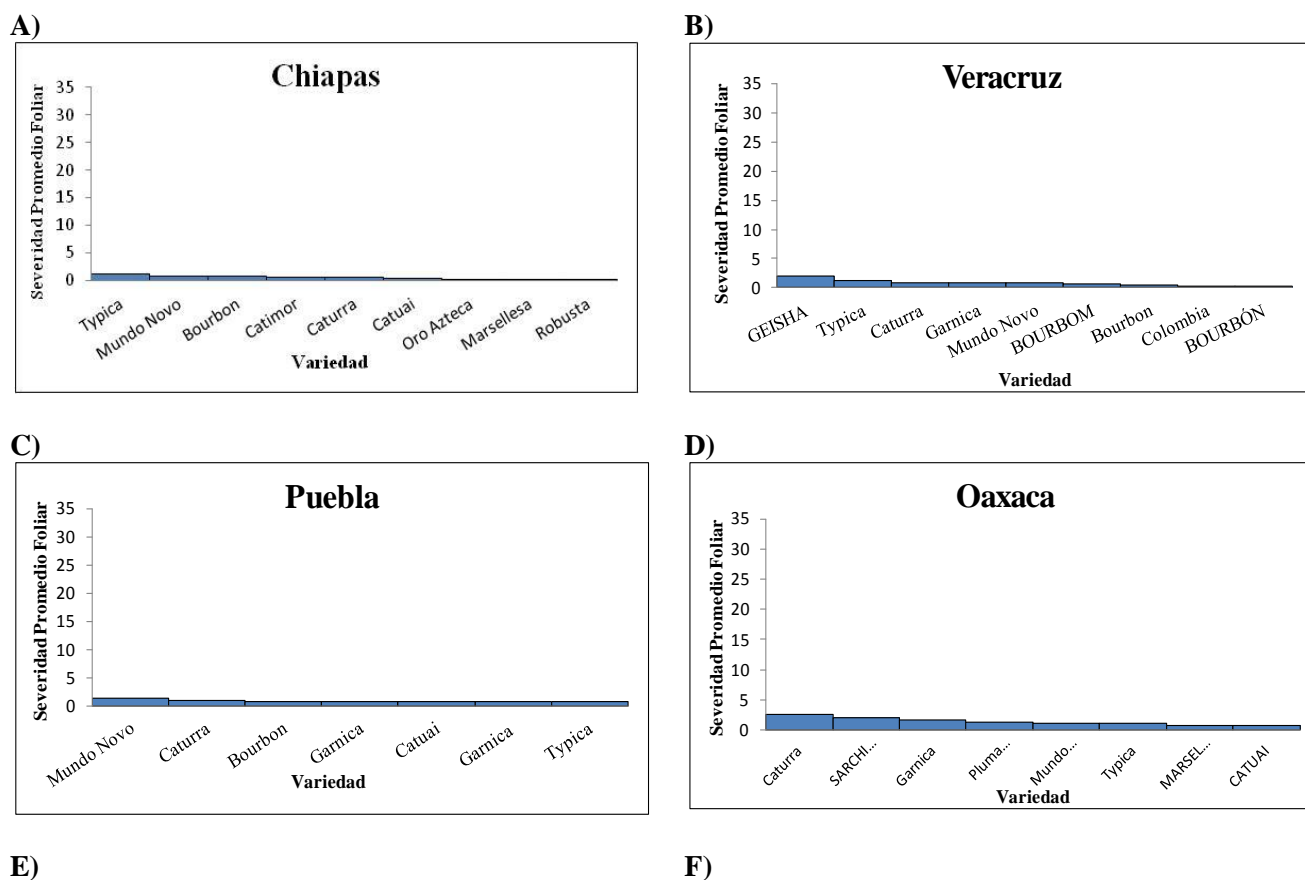 A)
Chiapas
Severidad Promedio Foliar
35
30
25
20
15
10
5
0
Typica
Mundo Novo
Bourbon
Catimor
Caturra
Catuai
Oro Azteca
Marsellesa
Robusta
Variedad
B)
Veracruz
Severidad Promedio Foliar
35
30
25
20
15
10
5
0
GEISHA
Typica
Caturra
Garnica
Mundo Novo
BOURBOM
Bourbon
Colombia
BOURBÓN
Variedad
C)
Puebla
Severidad Promedio Foliar
35
30
25
20
15
10
5
0
Mundo Novo
Caturra
Bourbon
Garnica
Catuai
Garnica
Typica
Variedad
D)
Oaxaca
Severidad Promedio Foliar
35
30
25
20
15
10
5
0
Caturra
SARCHI...
Garnica
Pluma...
Mundo...
Typica
MARSEL...
CATUAI
Variedad
E)
F)